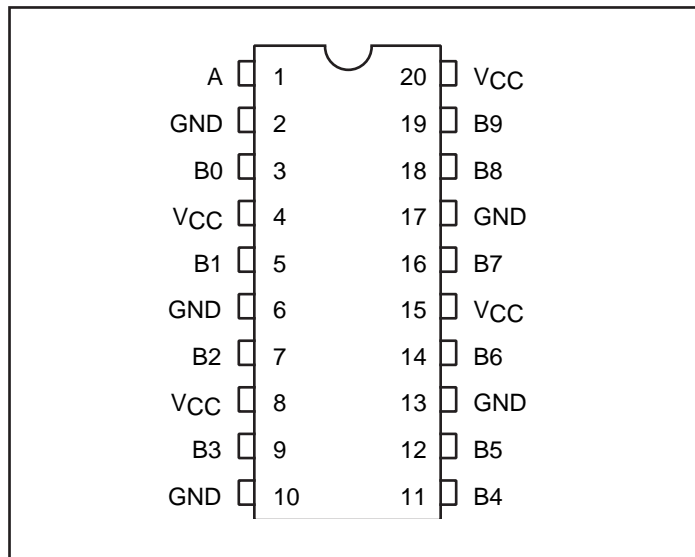 A 1 20 VCC
GND 2 19 B9
B0 3 18 B8
VCC 4 17 GND
B1 5 16 B7
GND 6 15 VCC
B2 7 14 B6
VCC 8 13 GND
B3 9 12 B5
GND 10 11 B4